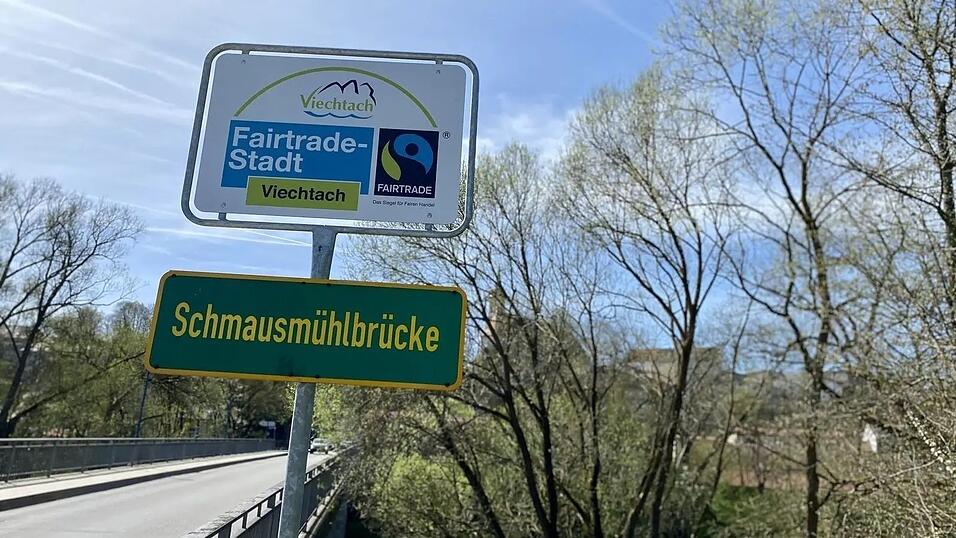 Viechtach
Fairtrade-
Stadt
Viechtach
®
FAIRTRADE
Das Siegel für Fairen Handel
Schmausmühlbrücke